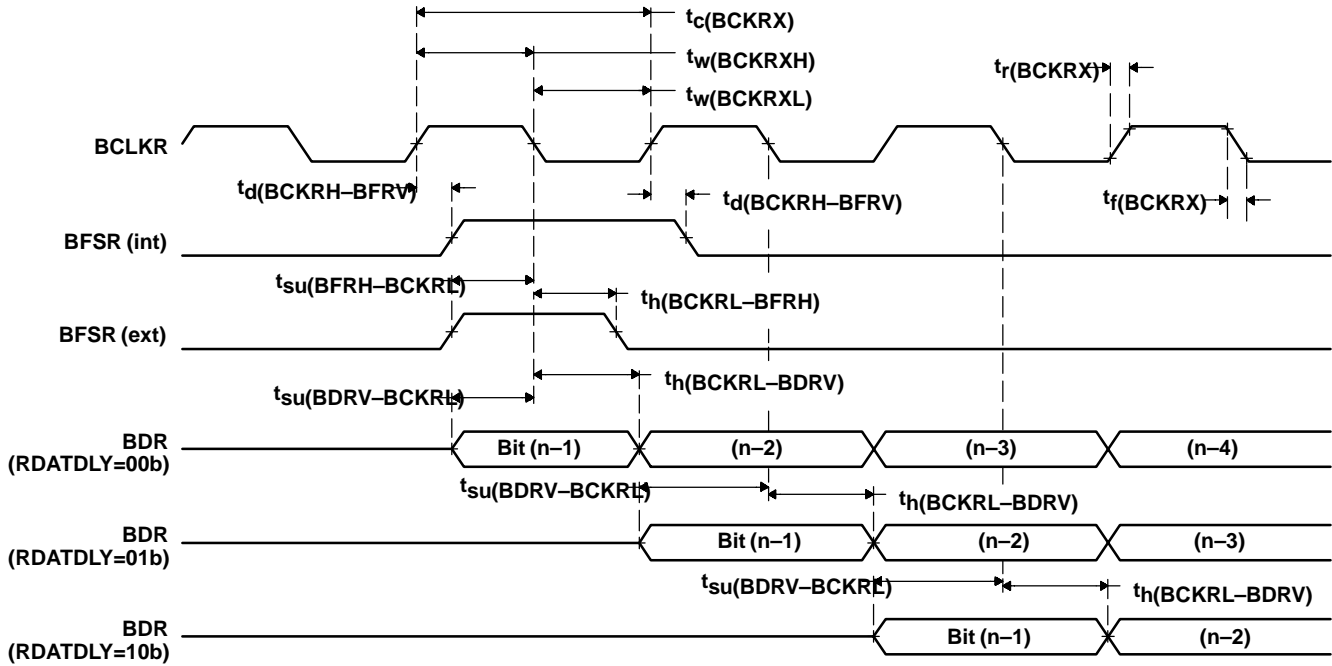 tc(BCKRX)
tw(BCKRXH)
tr(BCKRX)
tw(BCKRXL)
BCLKR
td(BCKRH–BFRV)
td(BCKRH–BFRV)
tf(BCKRX)
BFSR (int)
tsu(BFRH–BCKRL)
th(BCKRL–BFRH)
BFSR (ext)
th(BCKRL–BDRV)
tsu(BDRV–BCKRL)
BDR
(RDATDLY=00b)
Bit (n–1)
(n–2)
(n–3)
(n–4)
tsu(BDRV–BCKRL)
th(BCKRL–BDRV)
BDR
(RDATDLY=01b)
Bit (n–1)
(n–2)
(n–3)
tsu(BDRV–BCKRL)
th(BCKRL–BDRV)
BDR
(RDATDLY=10b)
Bit (n–1)
(n–2)